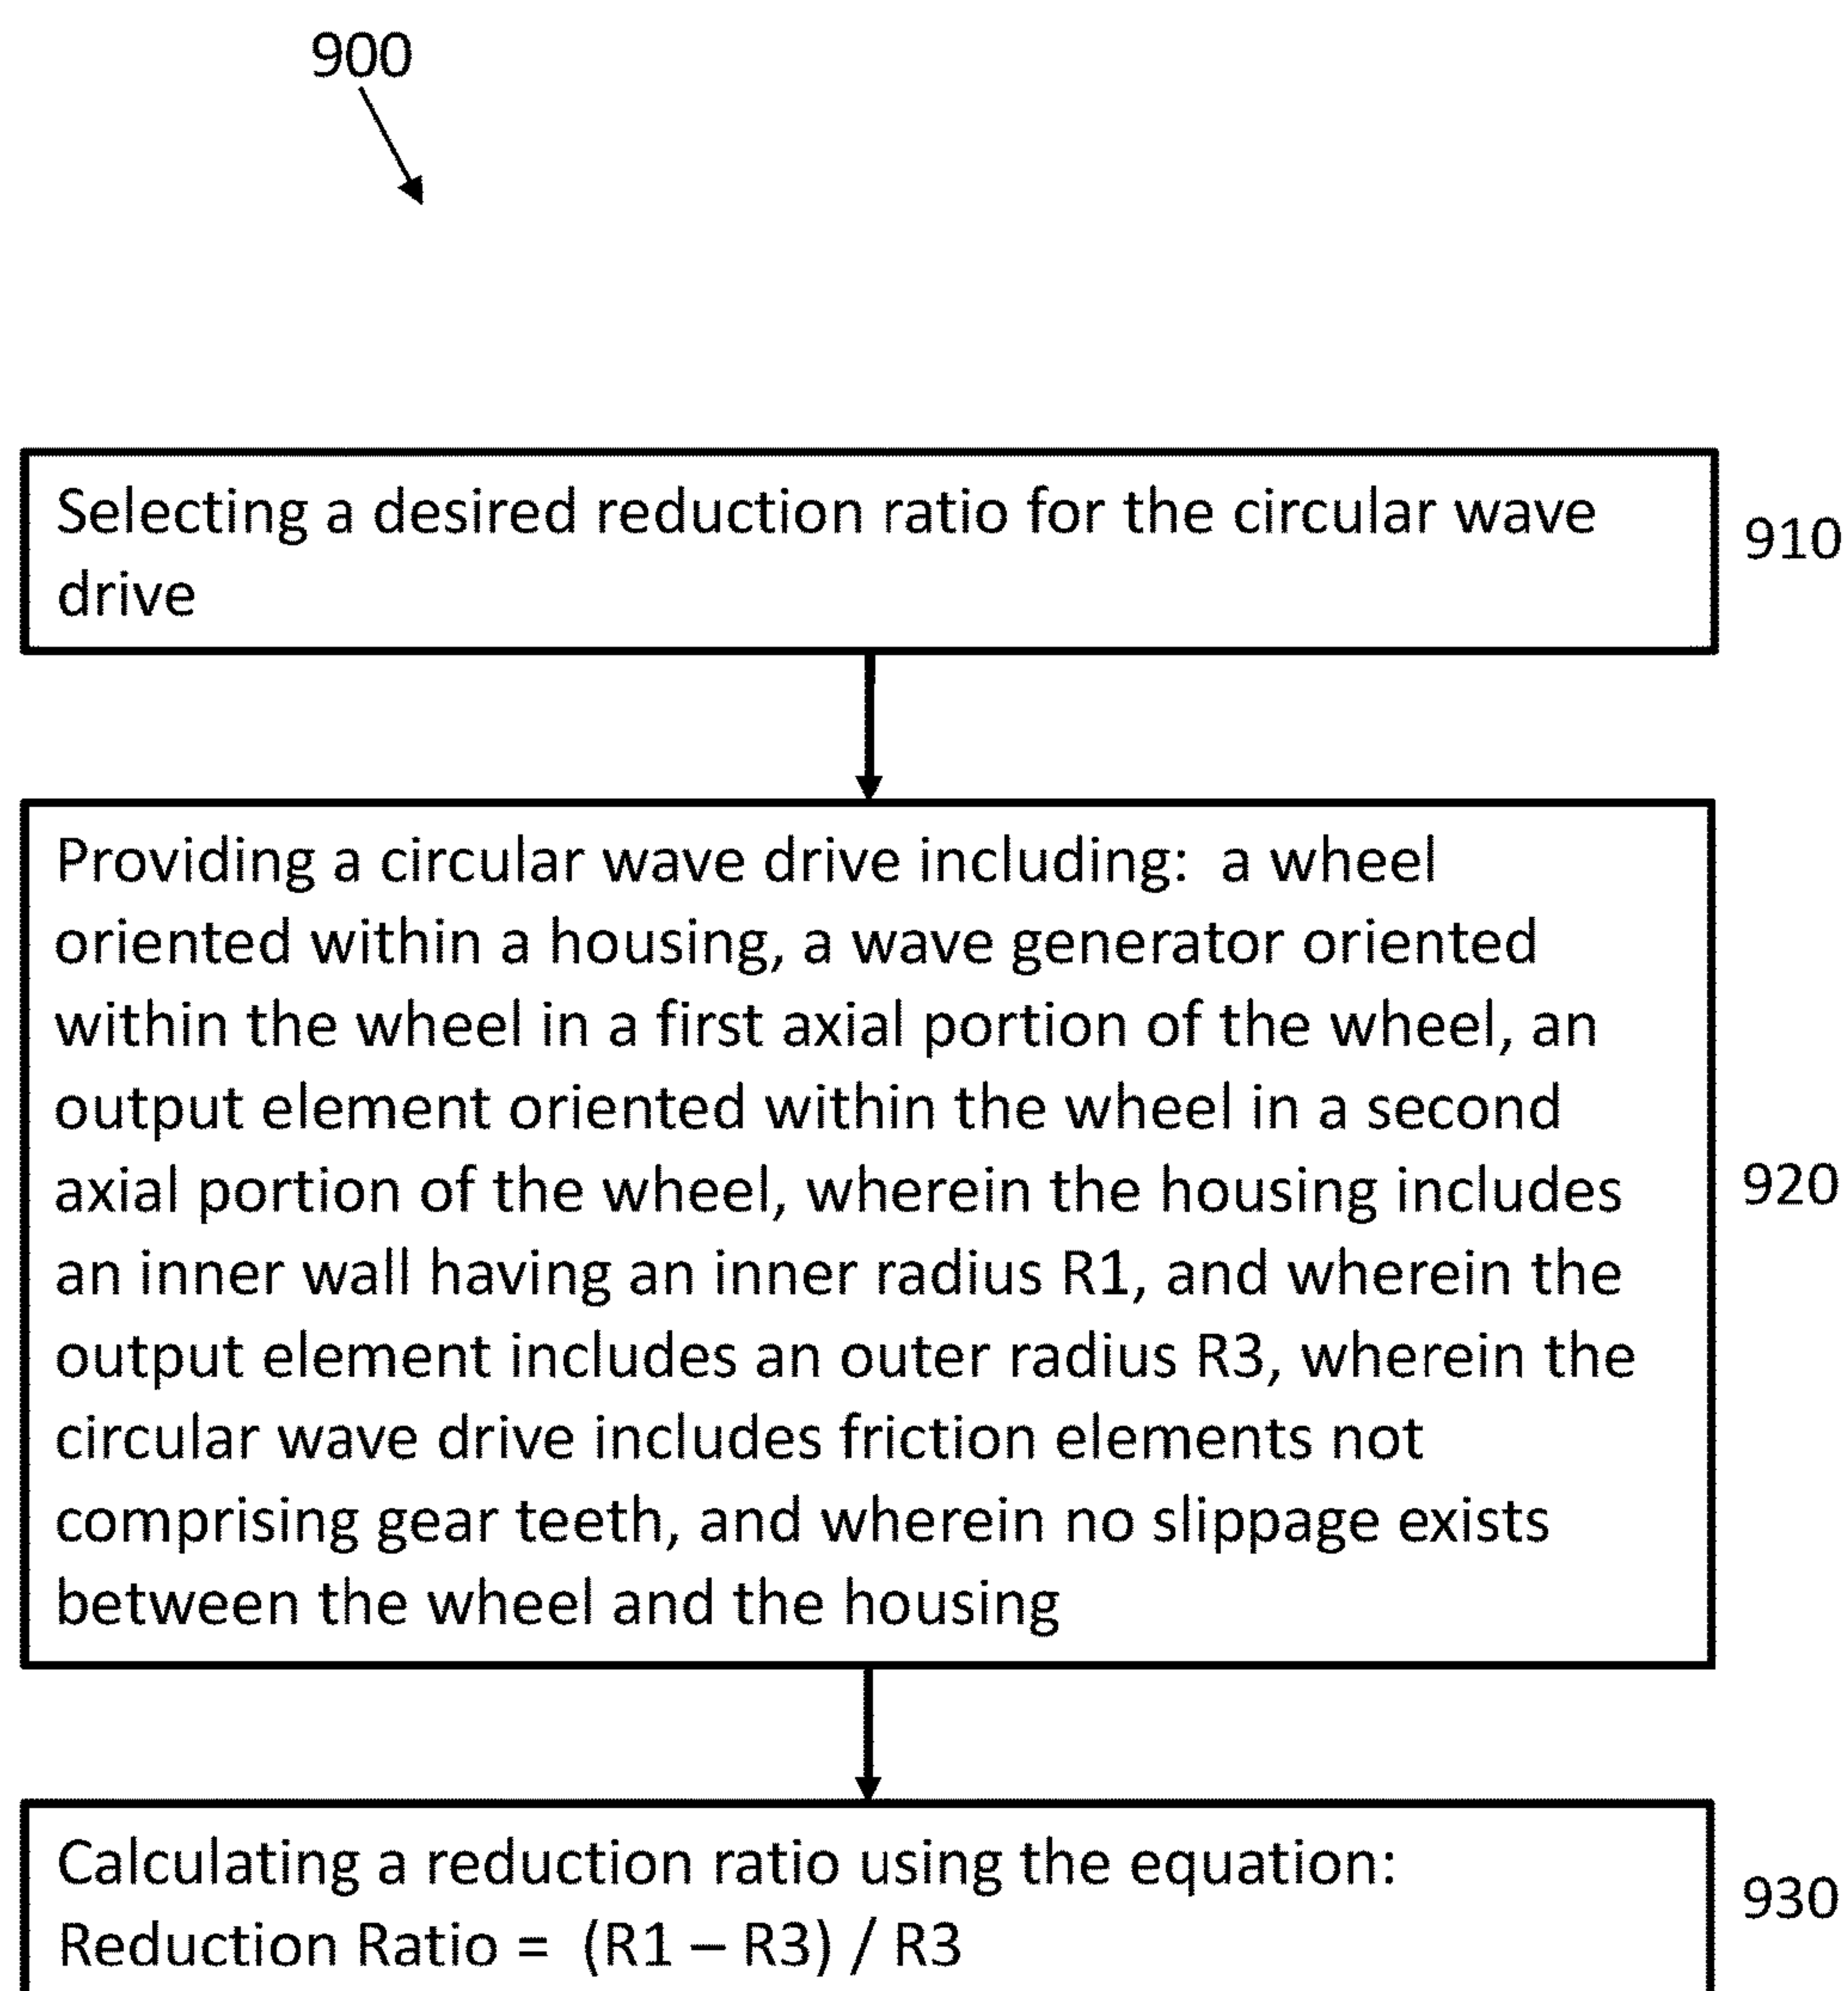 900
Selecting a desired reduction ratio for the circular wave
drive
910
Providing a circular wave drive including:  a wheel
oriented within a housing, a wave generator oriented
within the wheel in a first axial portion of the wheel, an
output element oriented within the wheel in a second
axial portion of the wheel, wherein the housing includes
an inner wall having an inner radius R1, and wherein the
output element includes an outer radius R3, wherein the
circular wave drive includes friction elements not
comprising gear teeth, and wherein no slippage exists
between the wheel and the housing
920
Calculating a reduction ratio using the equation:
Reduction Ratio =  (R1 – R3) / R3
930